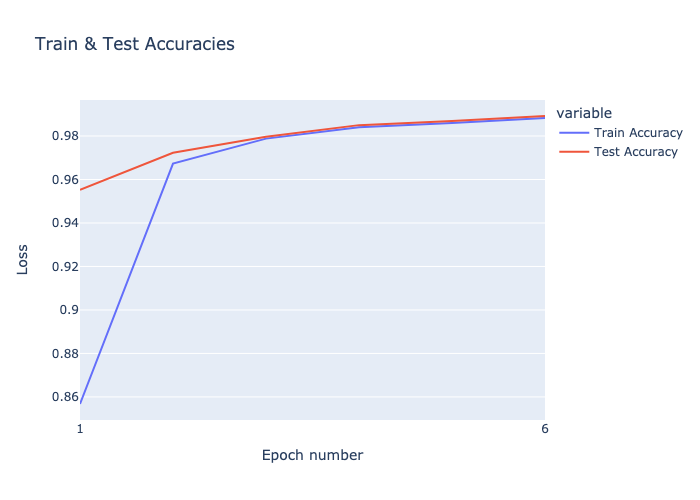 Train & Test Accuracies
variable
Train Accuracy
Test Accuracy
0.98
0.96
0.94
0.92
0.9
0.88
0.86
Loss
1
6
Epoch number